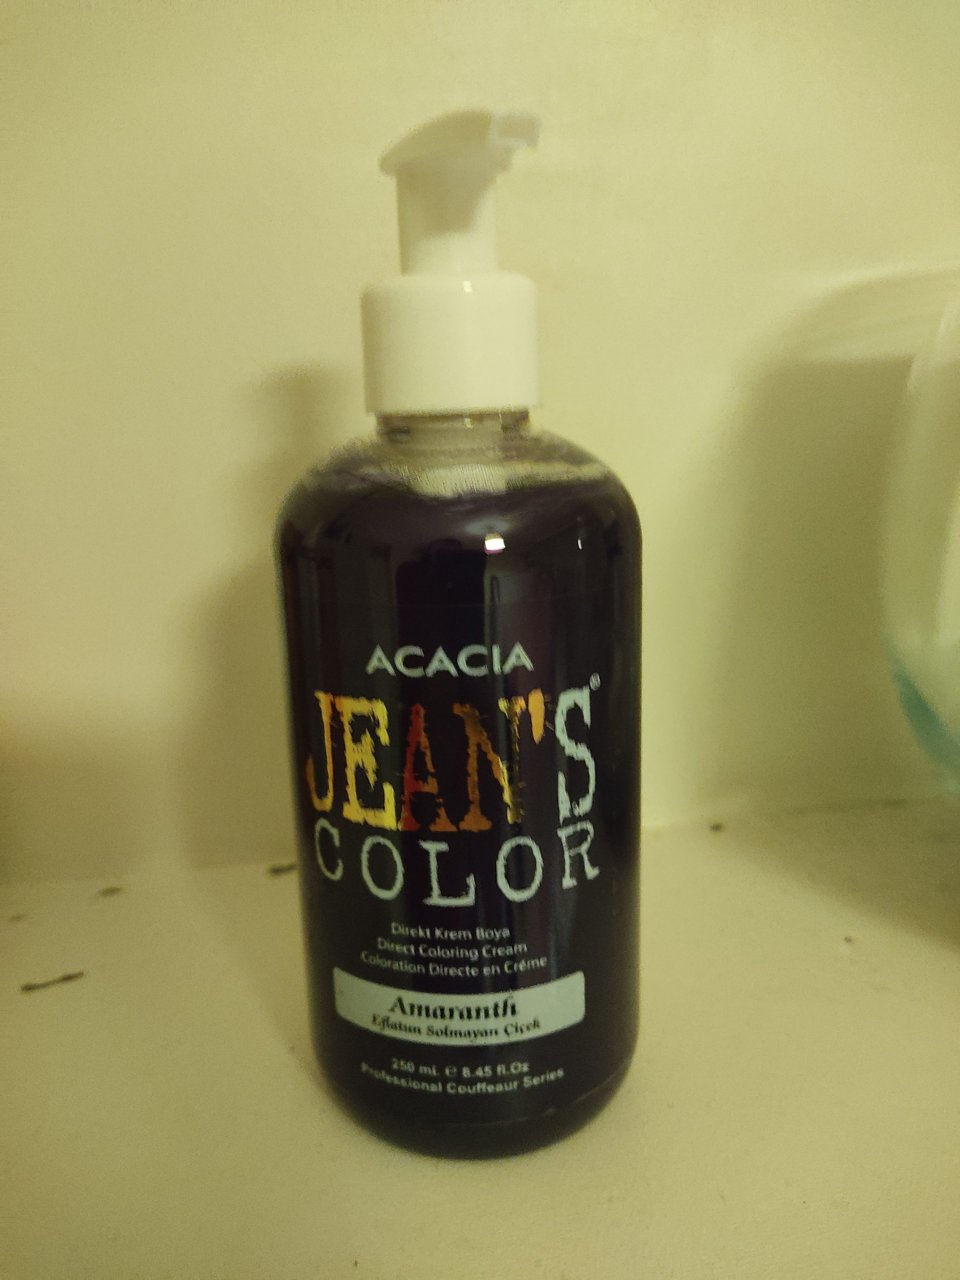 ACACIA
JEAN'S®
COLOR
Direkt Krem Boya
Direct Coloring Cream
Coloration Directe en Créme
Amaranth
Eflatun Solmayan Çiçek
250 mL ℮ 8.45 fl.Oz
Professional Couffeaur Series